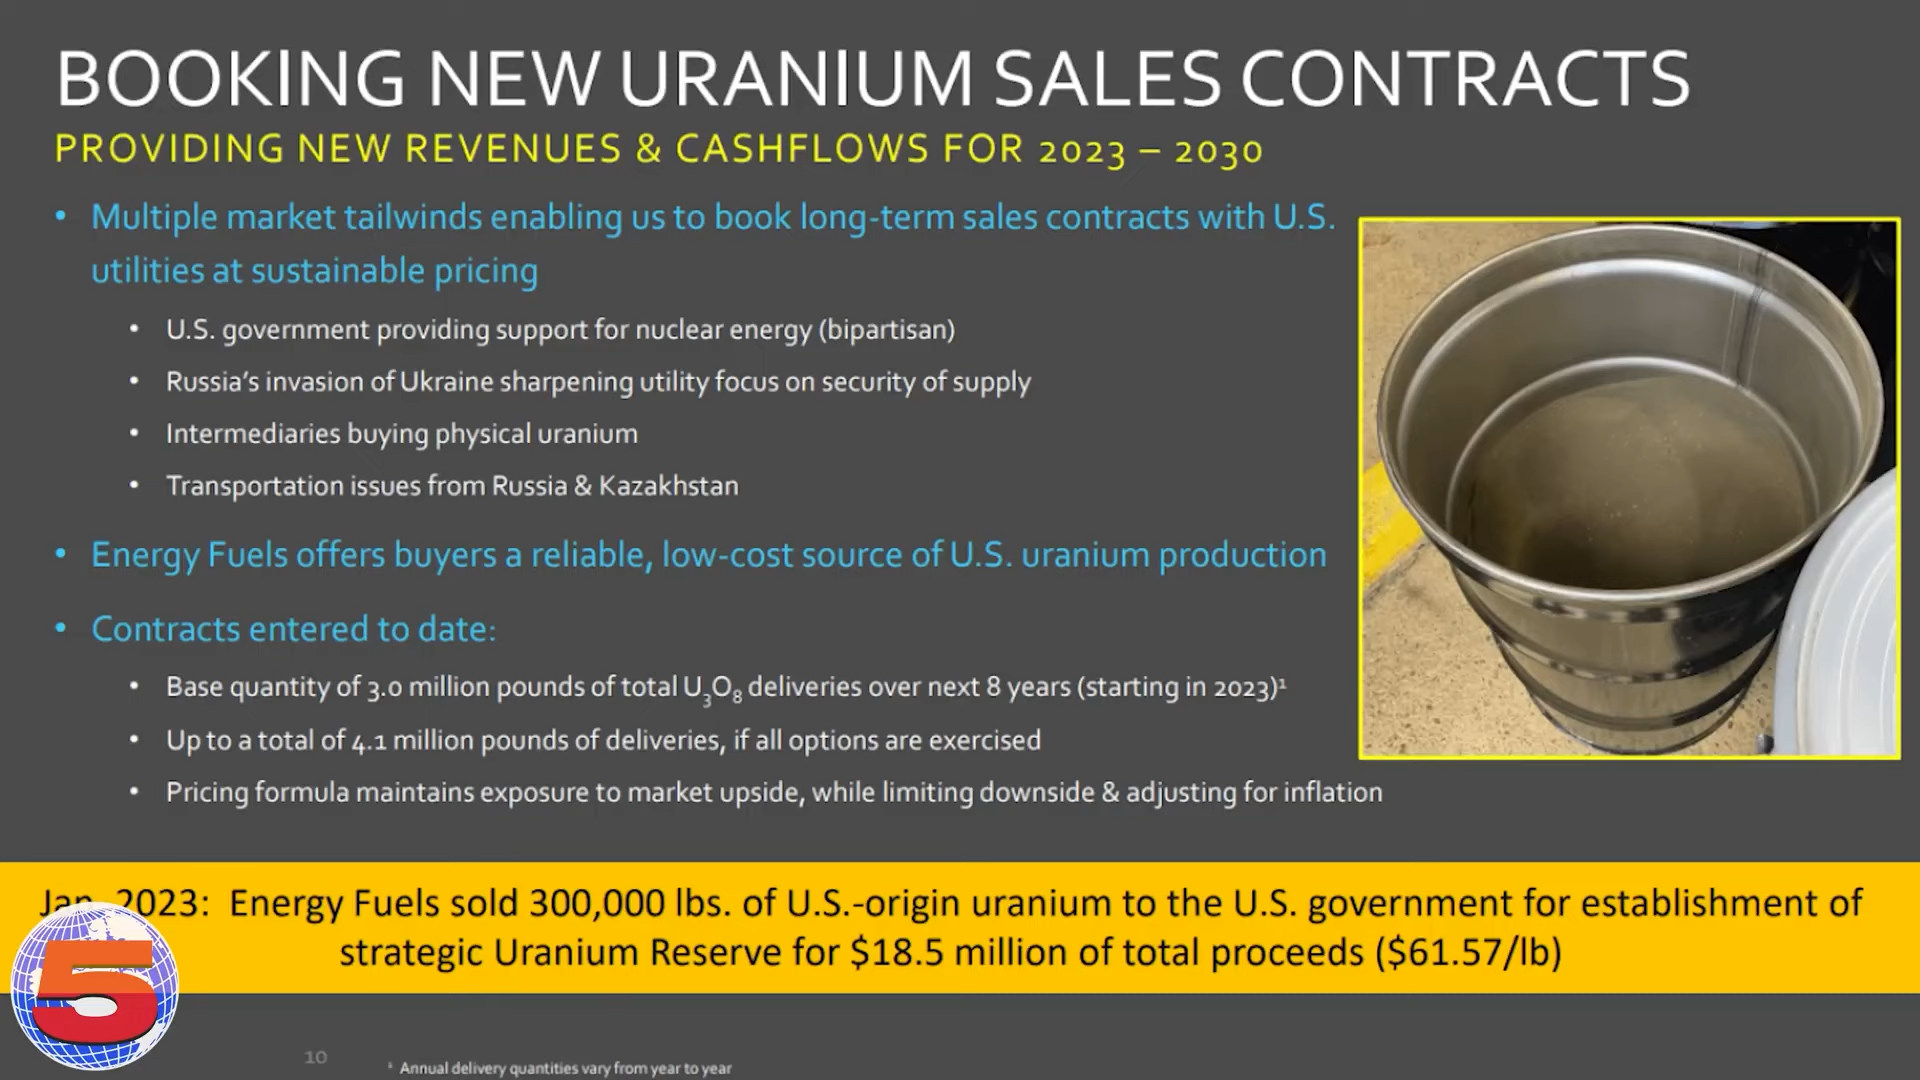 BOOKING NEW URANIUM SALES CONTRACTS
PROVIDING NEW REVENUES & CASHFLOWS FOR 2023 – 2030
• Multiple market tailwinds enabling us to book long-term sales contracts with U.S.
utilities at sustainable pricing
• U.S. government providing support for nuclear energy (bipartisan)
• Russia’s invasion of Ukraine sharpening utility focus on security of supply
• Intermediaries buying physical uranium
• Transportation issues from Russia & Kazakhstan
• Energy Fuels offers buyers a reliable, low-cost source of U.S. uranium production
• Contracts entered to date:
• Base quantity of 3.0 million pounds of total U₃O₈ deliveries over next 8 years (starting in 2023)¹
• Up to a total of 4.1 million pounds of deliveries, if all options are exercised
• Pricing formula maintains exposure to market upside, while limiting downside & adjusting for inflation
Jan. 2023: Energy Fuels sold 300,000 lbs. of U.S.-origin uranium to the U.S. government for establishment of
strategic Uranium Reserve for $18.5 million of total proceeds ($61.57/lb)
5
10
¹ Annual delivery quantities vary from year to year